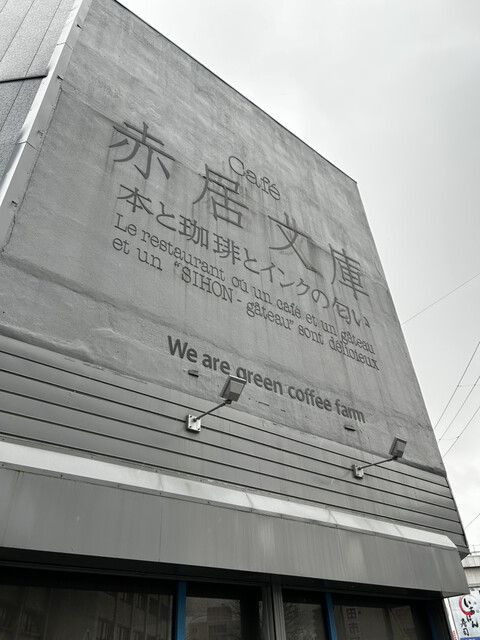 Café
赤居文庫
本と珈琲とインクの匂い
Le restaurant où un café et un gâteau
et un "SIHON-gâteau" sont délicieux
We are green coffee farm